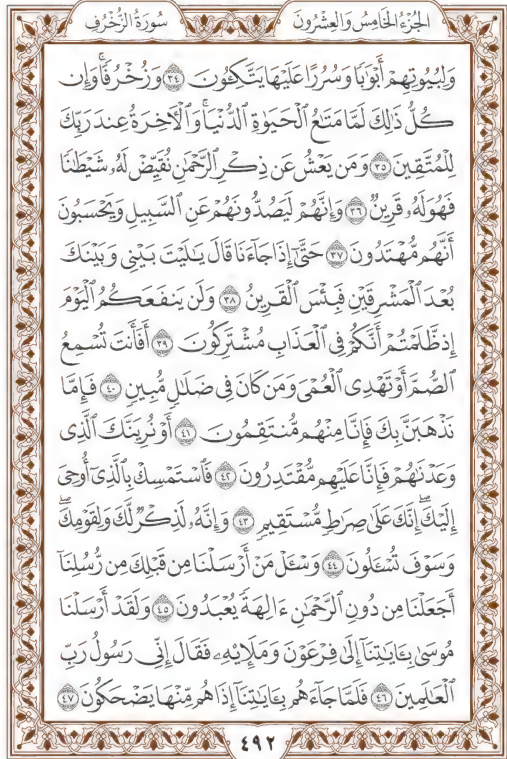 الجُزْءُ الخَامِسُ وَالعِشْرُونَ
سُورَةُ الزُّخْرُفِ
وَلِبُيُوتِهِمْ أَبْوَٰبًا وَسُرُرًا عَلَيْهَا يَتَّكِـُٔونَ ٣٤ وَزُخْرُفًا ۚ وَإِن
كُلُّ ذَٰلِكَ لَمَّا مَتَٰعُ ٱلْحَيَوٰةِ ٱلدُّنْيَا ۚ وَٱلْـَٔاخِرَةُ عِندَ رَبِّكَ
لِلْمُتَّقِينَ ٣٥ وَمَن يَعْشُ عَن ذِكْرِ ٱلرَّحْمَٰنِ نُقَيِّضْ لَهُۥ شَيْطَٰنًا
فَهُوَ لَهُۥ قَرِينٌ ٣٦ وَإِنَّهُمْ لَيَصُدُّونَهُمْ عَنِ ٱلسَّبِيلِ وَيَحْسَبُونَ
أَنَّهُم مُّهْتَدُونَ ٣٧ حَتَّىٰٓ إِذَا جَآءَنَا قَالَ يَٰلَيْتَ بَيْنِى وَبَيْنَكَ
بُعْدَ ٱلْمَشْرِقَيْنِ فَبِئْسَ ٱلْقَرِينُ ٣٨ وَلَن يَنفَعَكُمُ ٱلْيَوْمَ
إِذ ظَّلَمْتُمْ أَنَّكُمْ فِى ٱلْعَذَابِ مُشْتَرِكُونَ ٣٩ أَفَأَنتَ تُسْمِعُ
ٱلصُّمَّ أَوْ تَهْدِى ٱلْعُمْىَ وَمَن كَانَ فِى ضَلَٰلٍ مُّبِينٍ ٤٠ فَإِمَّا
نَذْهَبَنَّ بِكَ فَإِنَّا مِنْهُم مُّنتَقِمُونَ ٤١ أَوْ نُرِيَنَّكَ ٱلَّذِى
وَعَدْنَٰهُمْ فَإِنَّا عَلَيْهِم مُّقْتَدِرُونَ ٤٢ فَٱسْتَمْسِكْ بِٱلَّذِىٓ أُوحِىَ
إِلَيْكَ ۖ إِنَّكَ عَلَىٰ صِرَٰطٍ مُّسْتَقِيمٍ ٤٣ وَإِنَّهُۥ لَذِكْرٌ لَّكَ وَلِقَوْمِكَ ۖ
وَسَوْفَ تُسْـَٔلُونَ ٤٤ وَسْـَٔلْ مَنْ أَرْسَلْنَا مِن قَبْلِكَ مِن رُّسُلِنَآ
أَجَعَلْنَا مِن دُونِ ٱلرَّحْمَٰنِ ءَالِهَةً يُعْبَدُونَ ٤٥ وَلَقَدْ أَرْسَلْنَا
مُوسَىٰ بِـَٔايَٰتِنَآ إِلَىٰ فِرْعَوْنَ وَمَلَإِي۟هِۦ فَقَالَ إِنِّى رَسُولُ رَبِّ
ٱلْعَٰلَمِينَ ٤٦ فَلَمَّا جَآءَهُم بِـَٔايَٰتِنَآ إِذَا هُم مِّنْهَا يَضْحَكُونَ ٤٧
٤٩٢